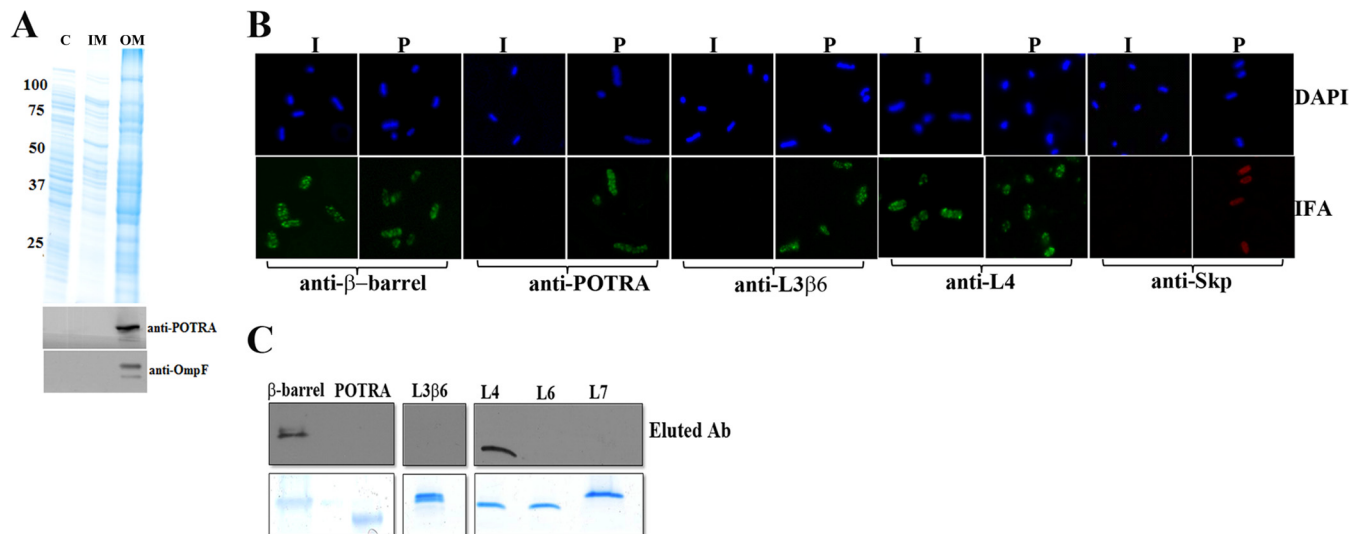 A
C IM OM
100
75
50
37
25
anti-POTRA
anti-OmpF
B
I P I P I P I P I P
DAPI
IFA
anti-β–barrel anti-POTRA anti-L3β6 anti-L4 anti-Skp
C
β-barrel POTRA L3β6 L4 L6 L7
Eluted Ab